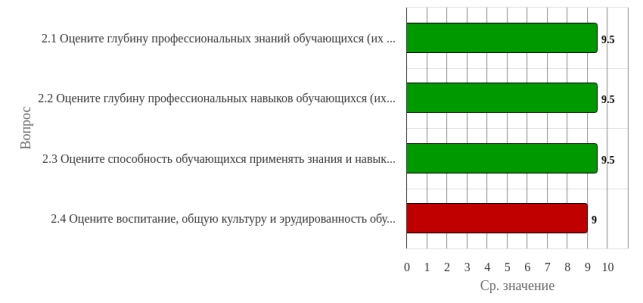 2.1 Оцените глубину профессиональных знаний обучающихся (их ...
9.5
2.2 Оцените глубину профессиональных навыков обучающихся (их...
9.5
Вопрос
2.3 Оцените способность обучающихся применять знания и навык...
9.5
2.4 Оцените воспитание, общую культуру и эрудированность обу...
9
0 1 2 3 4 5 6 7 8 9 10
Ср. значение